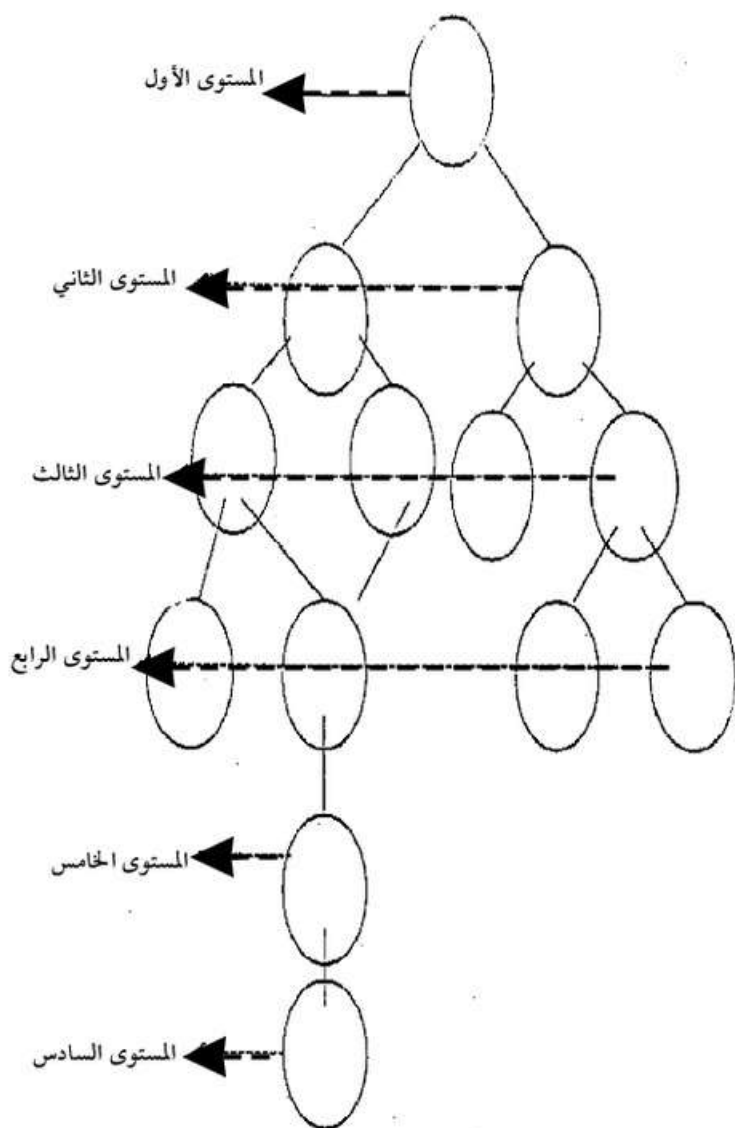 المستوى الأول
المستوى الثاني
المستوى الثالث
المستوى الرابع
المستوى الخامس
المستوى السادس